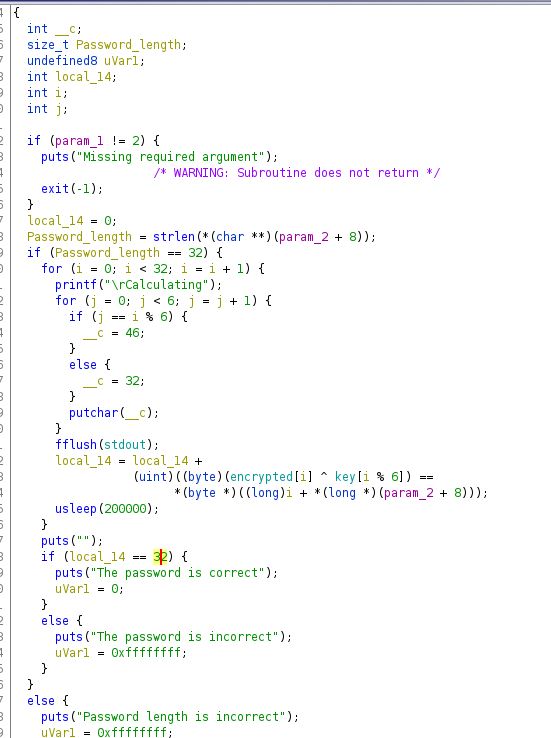 4 {
5 int __c;
6 size_t Password_length;
7 undefined8 uVar1;
8 int local_14;
9 int i;
0 int j;
1
2 if (param_1 != 2) {
3 puts("Missing required argument");
4 /* WARNING: Subroutine does not return */
5 exit(-1);
6 }
7 local_14 = 0;
8 Password_length = strlen(*(char **)(param_2 + 8));
9 if (Password_length == 32) {
0 for (i = 0; i < 32; i = i + 1) {
1 printf("\rCalculating");
2 for (j = 0; j < 6; j = j + 1) {
3 if (j == i % 6) {
4 __c = 46;
5 }
6 else {
7 __c = 32;
8 }
9 putchar(__c);
0 }
1 fflush(stdout);
2 local_14 = local_14 +
3 (uint)((byte)(encrypted[i] ^ key[i % 6]) ==
4 *(byte *)((long)i + *(long *)(param_2 + 8)));
5 usleep(200000);
6 }
7 puts("");
8 if (local_14 == 32) {
9 puts("The password is correct");
0 uVar1 = 0;
1 }
2 else {
3 puts("The password is incorrect");
4 uVar1 = 0xffffffff;
5 }
6 }
7 else {
8 puts("Password length is incorrect");
9 uVar1 = 0xffffffff;